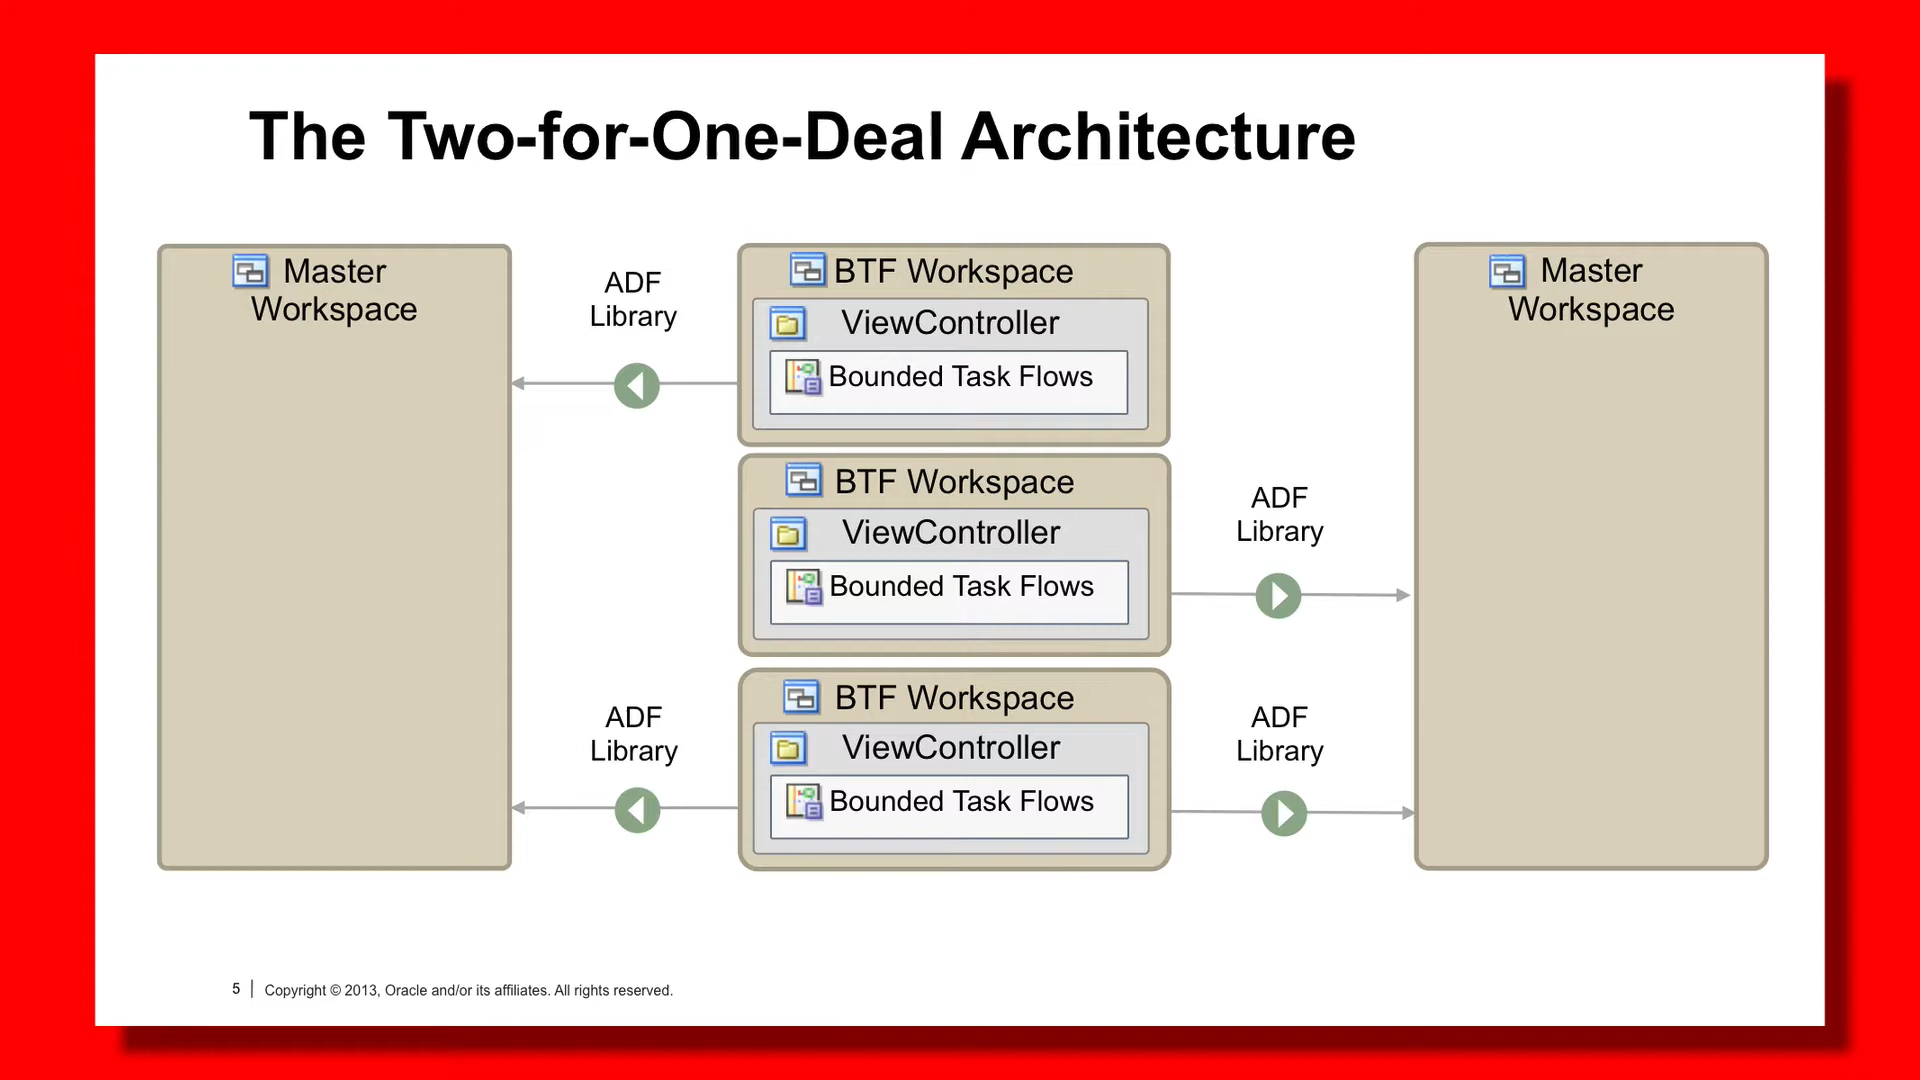 The Two-for-One-Deal Architecture
Master
Workspace
ADF
Library
BTF Workspace
ViewController
Bounded Task Flows
Master
Workspace
BTF Workspace
ViewController
Bounded Task Flows
ADF
Library
ADF
Library
BTF Workspace
ViewController
Bounded Task Flows
ADF
Library
5 Copyright © 2013, Oracle and/or its affiliates. All rights reserved.